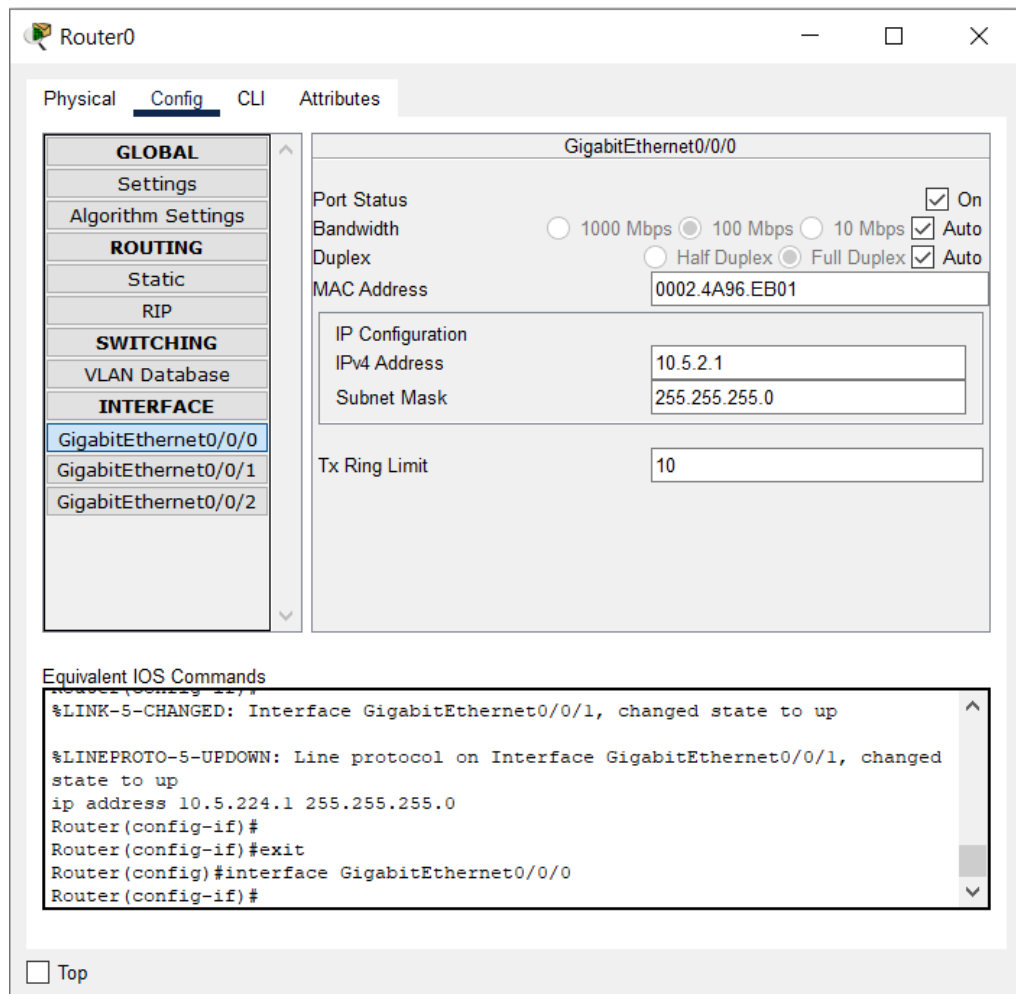 Router0
Physical Config CLI Attributes
GLOBAL
Settings
Algorithm Settings
ROUTING
Static
RIP
SWITCHING
VLAN Database
INTERFACE
GigabitEthernet0/0/0
GigabitEthernet0/0/1
GigabitEthernet0/0/2
GigabitEthernet0/0/0
Port Status On
Bandwidth 1000 Mbps 100 Mbps 10 Mbps Auto
Duplex Half Duplex Full Duplex Auto
MAC Address 0002.4A96.EB01
IP Configuration
IPv4 Address 10.5.2.1
Subnet Mask 255.255.255.0
Tx Ring Limit 10
Equivalent IOS Commands
Router(config-if)#
%LINK-5-CHANGED: Interface GigabitEthernet0/0/1, changed state to up
%LINEPROTO-5-UPDOWN: Line protocol on Interface GigabitEthernet0/0/1, changed
state to up
ip address 10.5.224.1 255.255.255.0
Router(config-if)#
Router(config-if)#exit
Router(config)#interface GigabitEthernet0/0/0
Router(config-if)#
Top